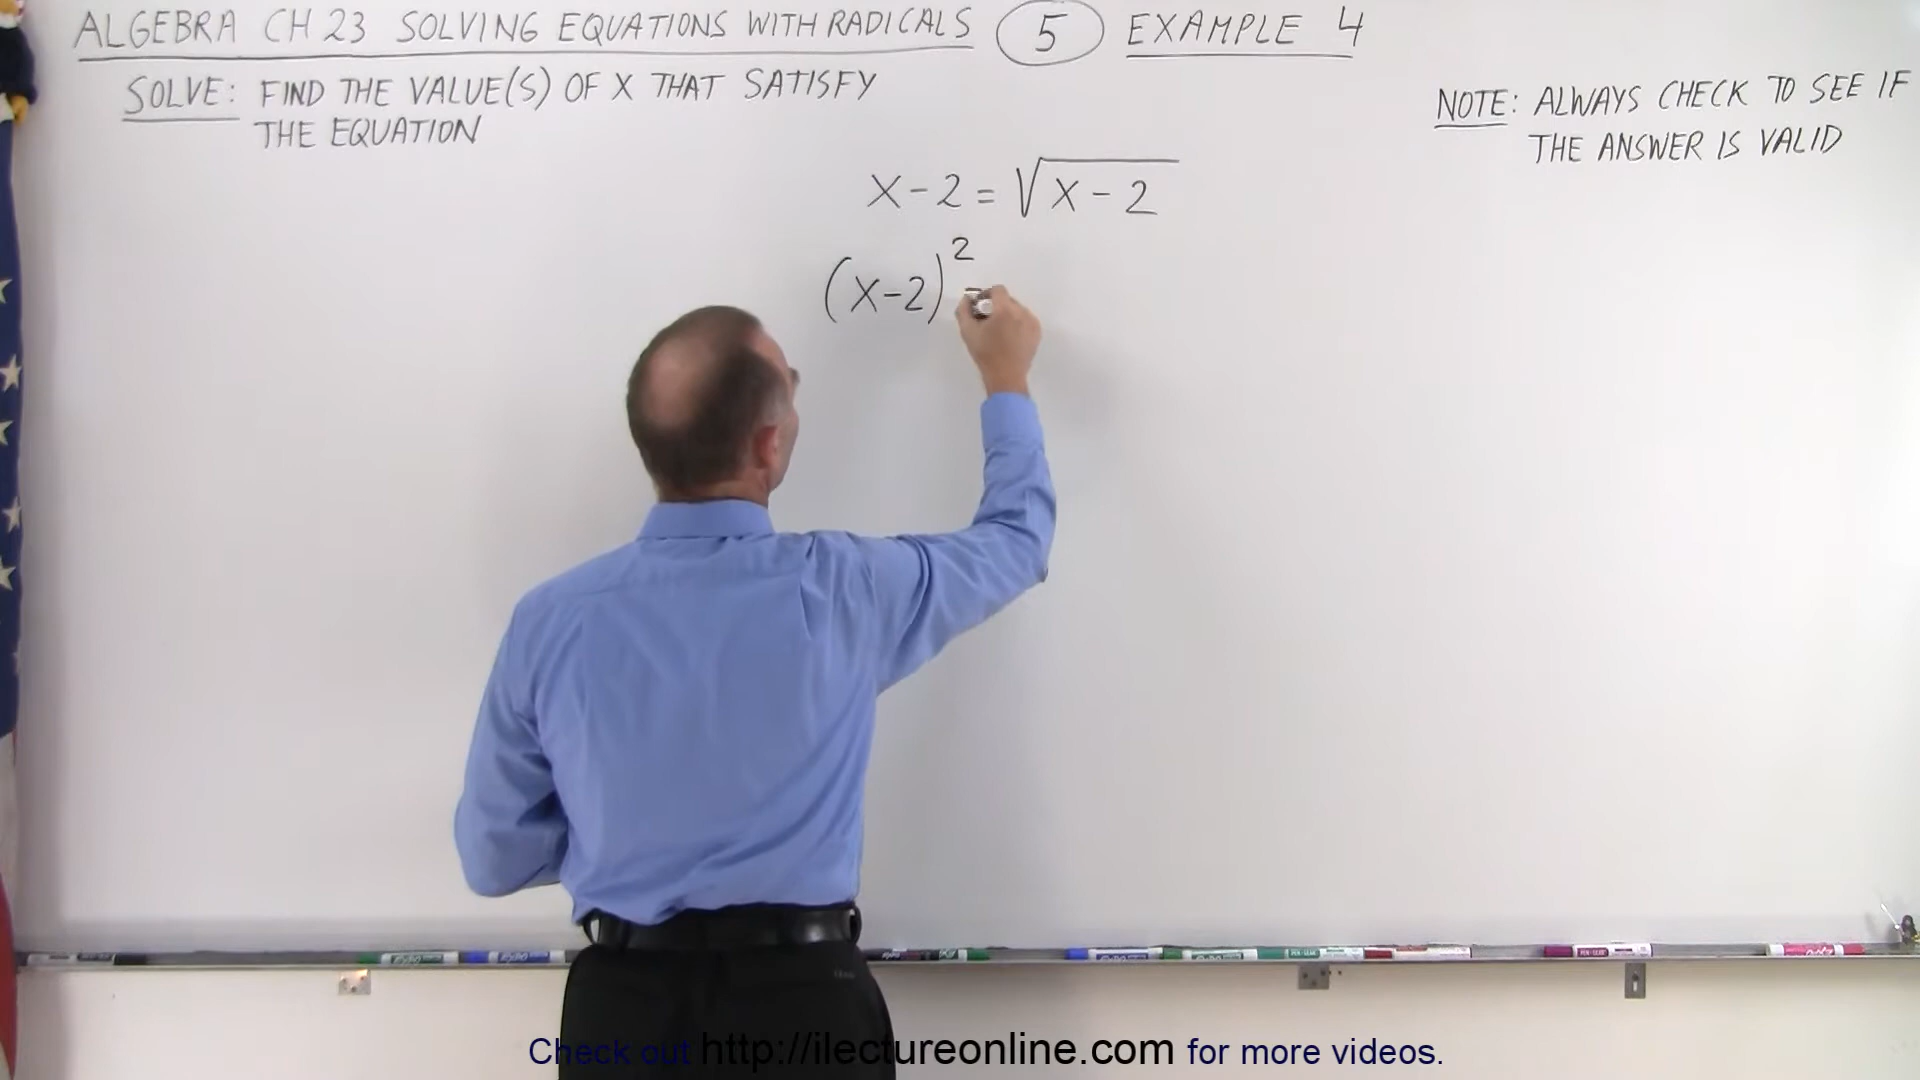 ALGEBRA CH 23 SOLVING EQUATIONS WITH RADICALS 5 EXAMPLE 4
SOLVE: FIND THE VALUE(S) OF X THAT SATISFY
THE EQUATION
NOTE: ALWAYS CHECK TO SEE IF
THE ANSWER IS VALID
X-2 = √X-2
(X-2)² =
Check out http://ilectureonline.com for more videos.